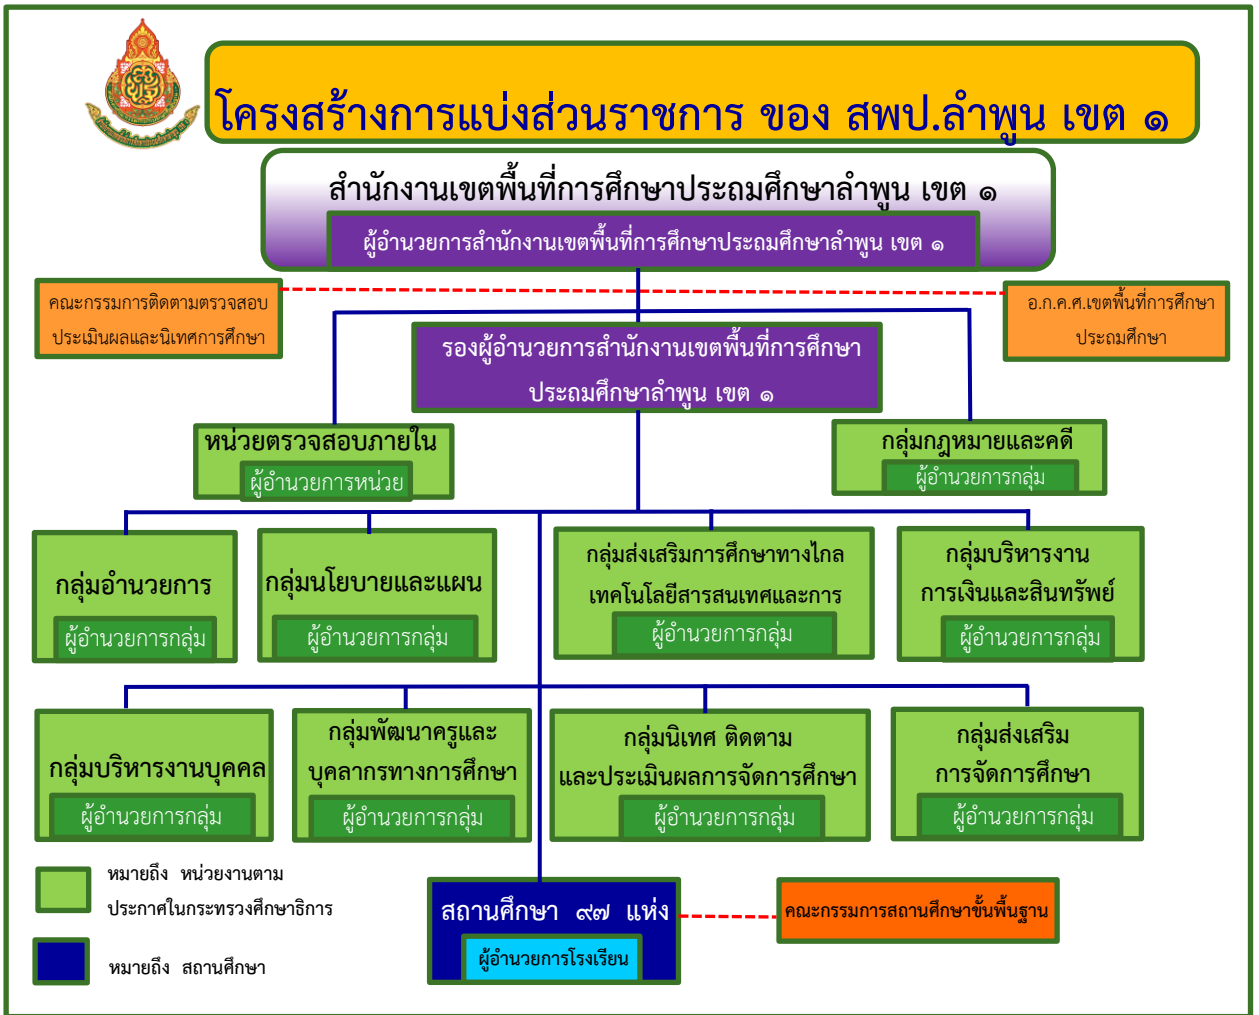 โครงสร้างการแบ่งส่วนราชการ ของ สพป.ลำพูน เขต ๑
สำนักงานเขตพื้นที่การศึกษาประถมศึกษาลำพูน เขต ๑
ผู้อำนวยการสำนักงานเขตพื้นที่การศึกษาประถมศึกษาลำพูน เขต ๑
คณะกรรมการติดตามตรวจสอบ
ประเมินผลและนิเทศการศึกษา
อ.ก.ค.ศ.เขตพื้นที่การศึกษา
ประถมศึกษา
รองผู้อำนวยการสำนักงานเขตพื้นที่การศึกษา
ประถมศึกษาลำพูน เขต ๑
หน่วยตรวจสอบภายใน
ผู้อำนวยการหน่วย
กลุ่มกฎหมายและคดี
ผู้อำนวยการกลุ่ม
กลุ่มอำนวยการ
ผู้อำนวยการกลุ่ม
กลุ่มนโยบายและแผน
ผู้อำนวยการกลุ่ม
กลุ่มส่งเสริมการศึกษาทางไกล
เทคโนโลยีสารสนเทศและการ
ผู้อำนวยการกลุ่ม
กลุ่มบริหารงาน
การเงินและสินทรัพย์
ผู้อำนวยการกลุ่ม
กลุ่มบริหารงานบุคคล
ผู้อำนวยการกลุ่ม
กลุ่มพัฒนาครูและ
บุคลากรทางการศึกษา
ผู้อำนวยการกลุ่ม
กลุ่มนิเทศ ติดตาม
และประเมินผลการจัดการศึกษา
ผู้อำนวยการกลุ่ม
กลุ่มส่งเสริม
การจัดการศึกษา
ผู้อำนวยการกลุ่ม
หมายถึง หน่วยงานตาม
ประกาศในกระทรวงศึกษาธิการ
หมายถึง สถานศึกษา
สถานศึกษา ๙๗ แห่ง
ผู้อำนวยการโรงเรียน
คณะกรรมการสถานศึกษาขั้นพื้นฐาน